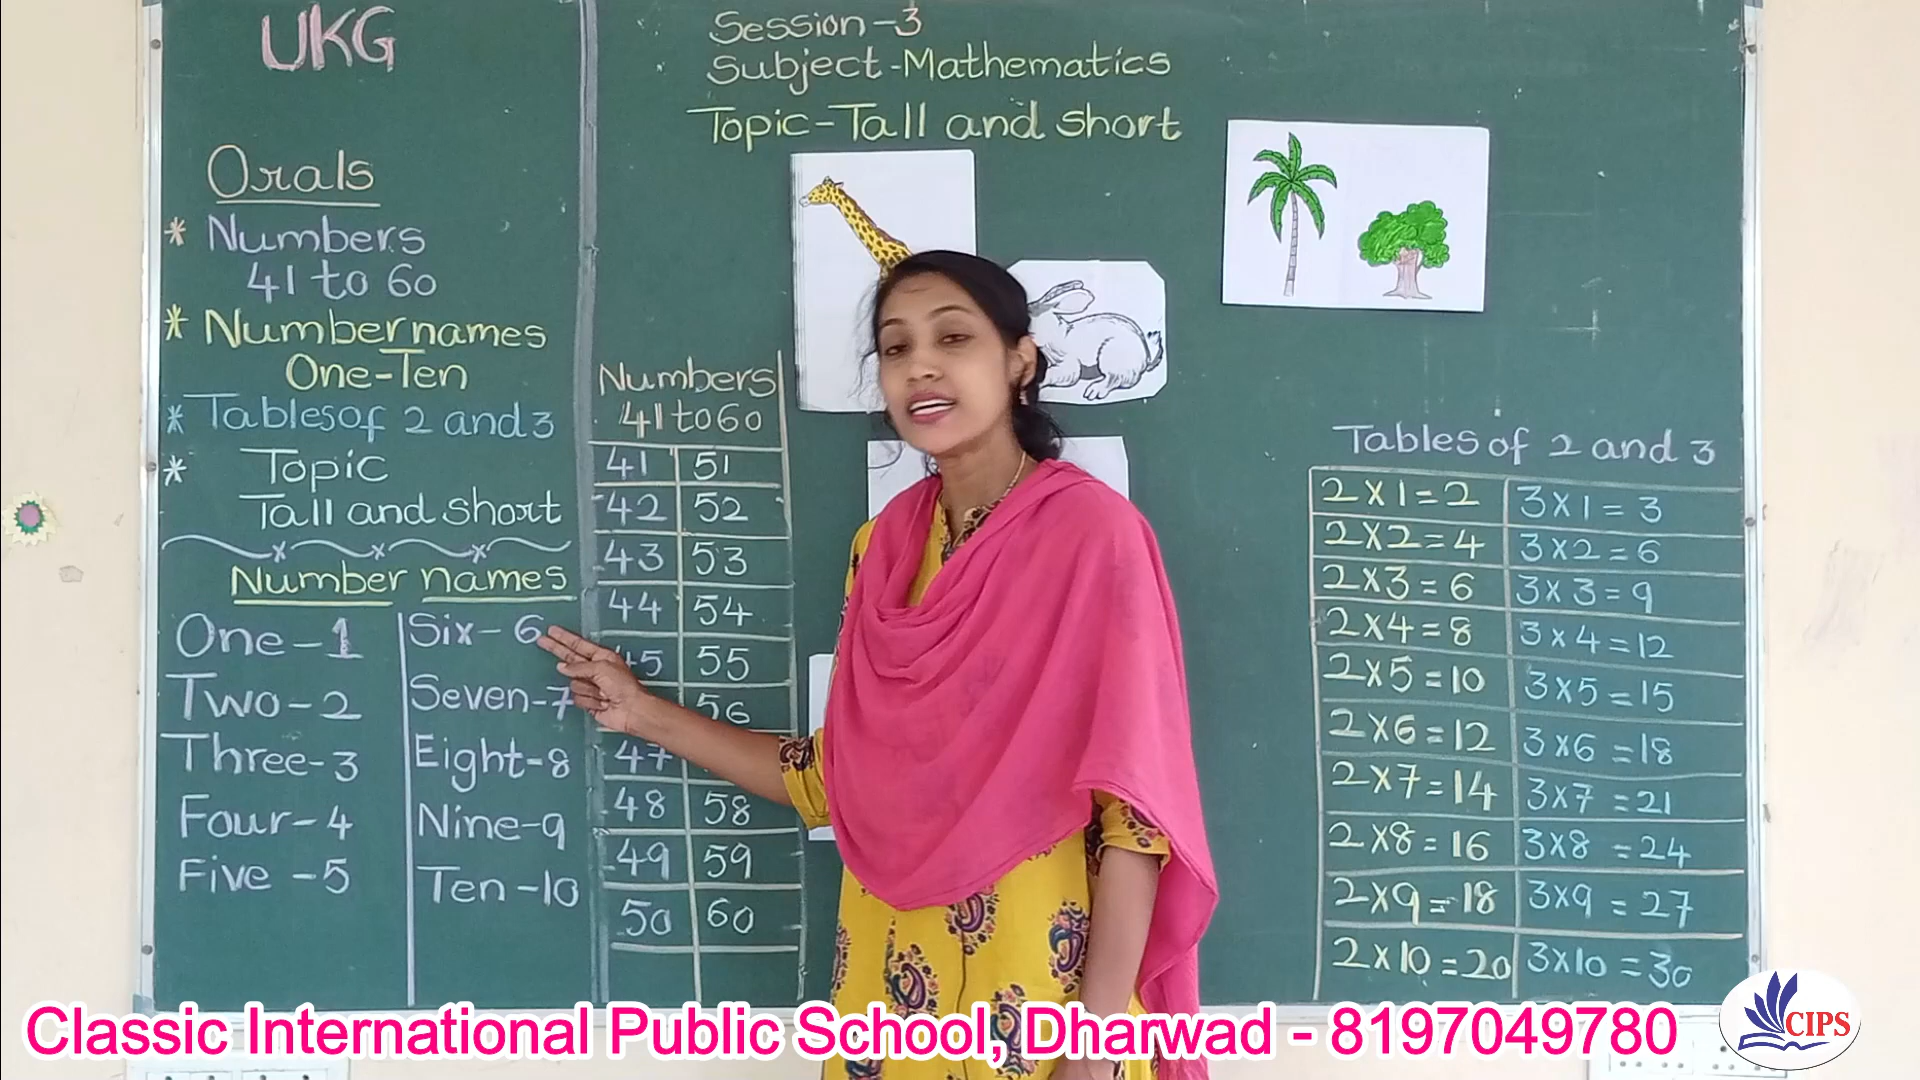 UKG
Orals
* Numbers
41 to 60
* Number names
One-Ten
* Tables of 2 and 3
* Topic
Tall and short
Number names
One-1
Two-2
Three-3
Four-4
Five-5
Six-6
Seven-7
Eight-8
Nine-9
Ten-10
Session-3
Subject-Mathematics
Topic-Tall and short
Numbers
41 to 60
41 51
42 52
43 53
44 54
45 55
56
47
48 58
49 59
50 60
Tables of 2 and 3
2x1=2 3x1=3
2x2=4 3x2=6
2x3=6 3x3=9
2x4=8 3x4=12
2x5=10 3x5=15
2x6=12 3x6=18
2x7=14 3x7=21
2x8=16 3x8=24
2x9=18 3x9=27
2x10=20 3x10=30
Classic International Public School, Dharwad - 8197049780
CIPS